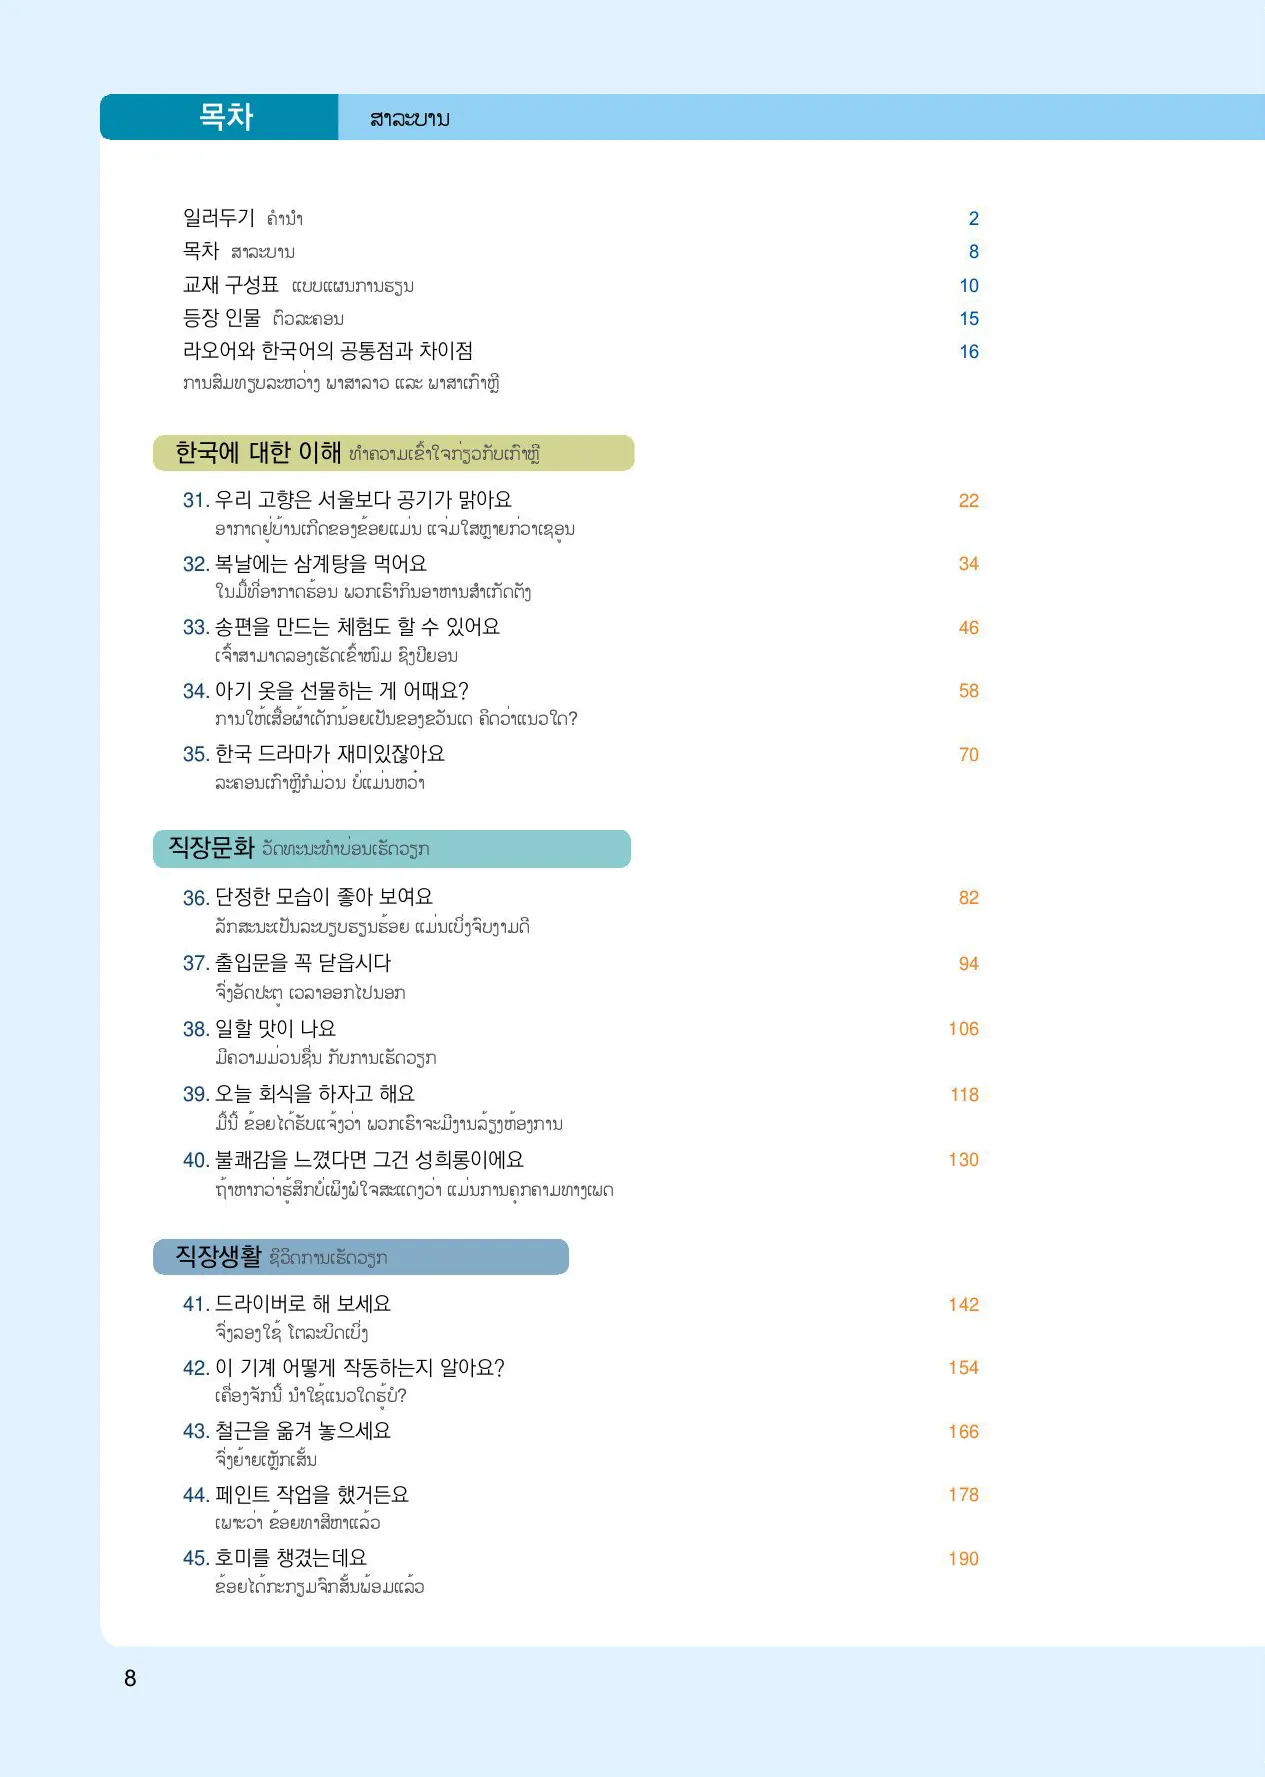 목차 ສາລະບານ
일러두기 ຄໍານໍາ 2
목차 ສາລະບານ 8
교재 구성표 ແບບແຜນການຮຽນ 10
등장 인물 ຕົວລະຄອນ 15
라오어와 한국어의 공통점과 차이점 16
ການສົມທຽບລະຫວ່າງ ພາສາລາວ ແລະ ພາສາເກົາຫຼີ
한국에 대한 이해 ທໍາຄວາມເຂົ້າໃຈກ່ຽວກັບເກົາຫຼີ
31. 우리 고향은 서울보다 공기가 맑아요 22
ອາກາດຢູ່ບ້ານເກີດຂອງຂ້ອຍແມ່ນ ແຈ່ມໃສຫຼາຍກ່ວາເຊອູນ
32. 복날에는 삼계탕을 먹어요 34
ໃນມື້ທີ່ອາກາດຮ້ອນ ພວກເຮົາກິນອາຫານສໍາເກັດຕັງ
33. 송편을 만드는 체험도 할 수 있어요 46
ເຈົ້າສາມາດລອງເຮັດເຂົ້າໜົມ ຊົງປຽອນ
34. 아기 옷을 선물하는 게 어때요? 58
ການໃຫ້ເສື້ອຜ້າເດັກນ້ອຍເປັນຂອງຂວັນເດ ຄິດວ່າແນວໃດ?
35. 한국 드라마가 재미있잖아요 70
ລະຄອນເກົາຫຼີກໍມ່ວນ ບໍ່ແມ່ນຫວ໋າ
직장문화 ວັດທະນະທໍາບ່ອນເຮັດວຽກ
36. 단정한 모습이 좋아 보여요 82
ລັກສະນະເປັນລະບຽບຮຽນຮ້ອຍ ແມ່ນເບິ່ງຈົບງາມດີ
37. 출입문을 꼭 닫읍시다 94
ຈົ່ງອັດປະຕູ ເວລາອອກໄປນອກ
38. 일할 맛이 나요 106
ມີຄວາມມ່ວນຊື່ນ ກັບການເຮັດວຽກ
39. 오늘 회식을 하자고 해요 118
ມື້ນີ້ ຂ້ອຍໄດ້ຮັບແຈ້ງວ່າ ພວກເຮົາຈະມີງານລ້ຽງຫ້ອງການ
40. 불쾌감을 느꼈다면 그건 성희롱이에요 130
ຖ້າຫາກວ່າຮູ້ສຶກບໍ່ເພິງພໍໃຈສະແດງວ່າ ແມ່ນການຄຸກຄາມທາງເພດ
직장생활 ຊິວິດການເຮັດວຽກ
41. 드라이버로 해 보세요 142
ຈົ່ງລອງໃຊ້ ໂຕລະບິດເບິ່ງ
42. 이 기계 어떻게 작동하는지 알아요? 154
ເຄື່ອງຈັກນີ້ ນໍາໃຊ້ແນວໃດຮູ້ບໍ?
43. 철근을 옮겨 놓으세요 166
ຈົ່ງຍ້າຍເຫຼັກເສັ້ນ
44. 페인트 작업을 했거든요 178
ເພາະວ່າ ຂ້ອຍທາສີຫາແລ້ວ
45. 호미를 챙겼는데요 190
ຂ້ອຍໄດ້ກະກຽມຈົກສັ້ນພ້ອມແລ້ວ
8